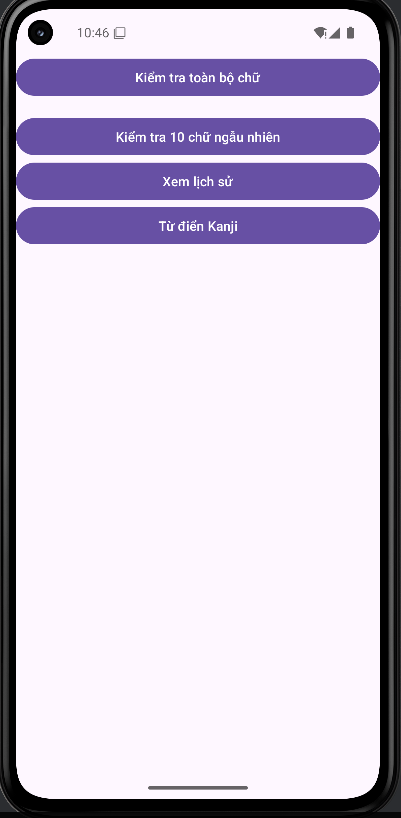 10:46
Kiểm tra toàn bộ chữ
Kiểm tra 10 chữ ngẫu nhiên
Xem lịch sử
Từ điển Kanji